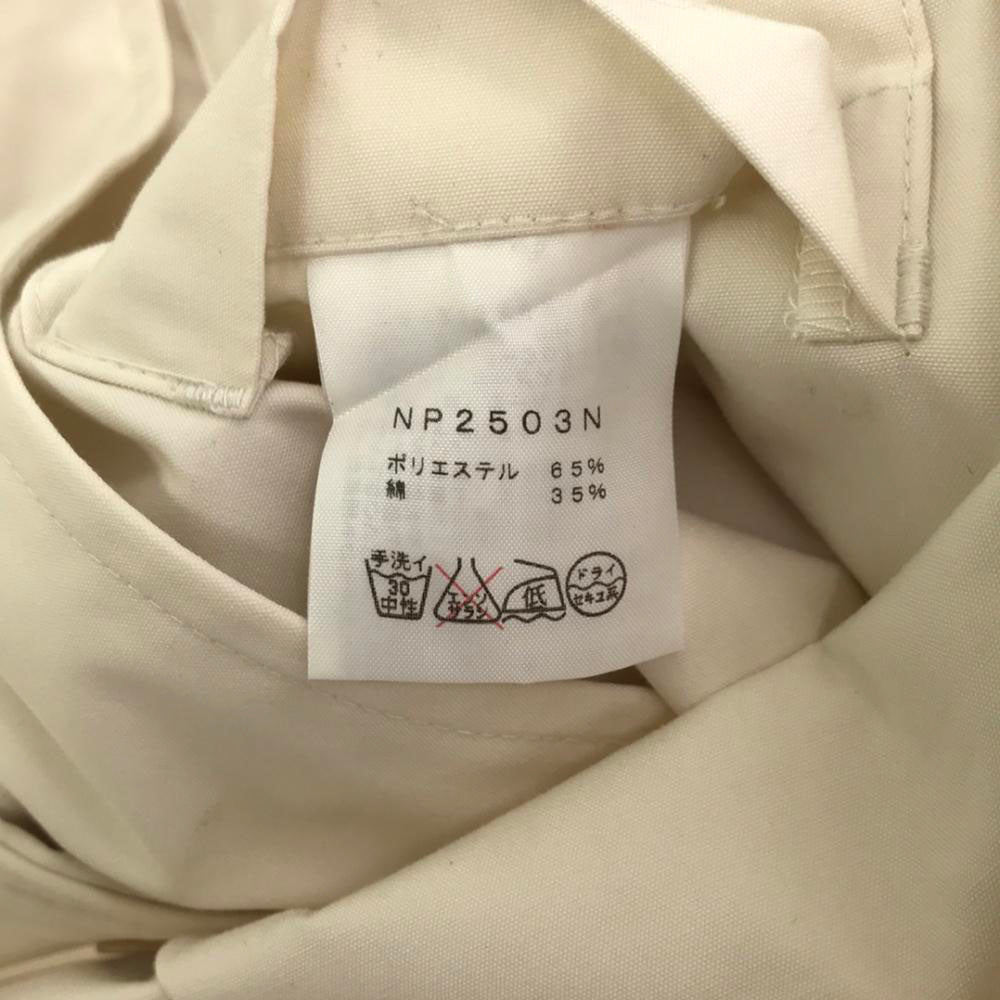 NP2503N
ポリエステル 65%
綿 35%
手洗イ
30
中性
エンソ
サラシ
低
ドライ
セキユ系